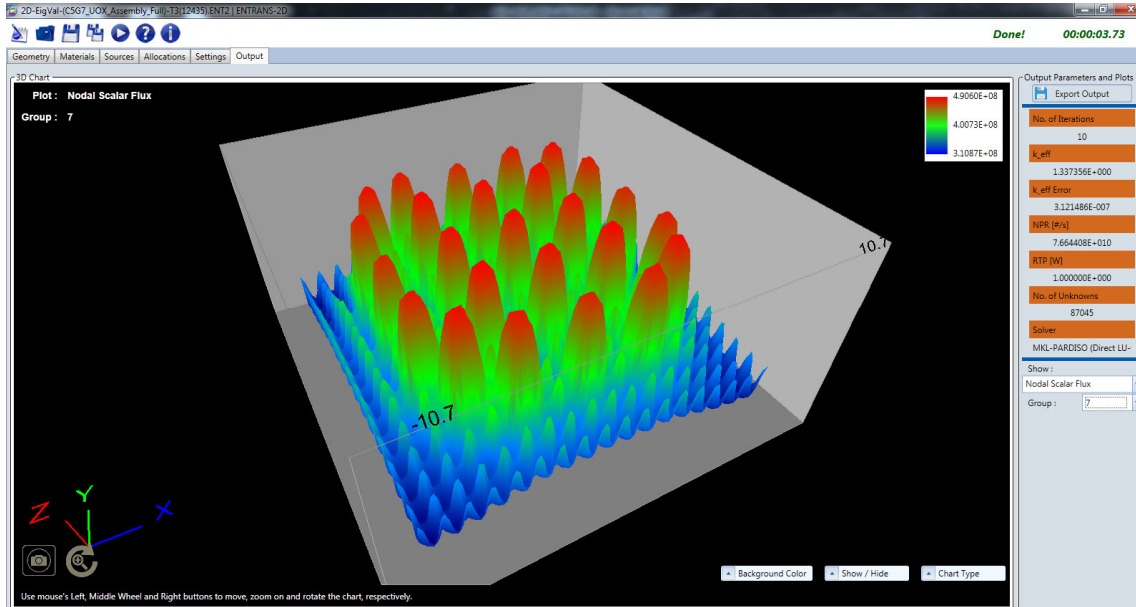 2D-EigVal-(C5G7_UOX_Assembly_Full)-T3(12435).ENT2 | ENTRANS-2D
Done! 00:00:03.73
Geometry Materials Sources Allocations Settings Output
3D Chart
Plot : Nodal Scalar Flux
Group : 7
4.9060E+08
4.0073E+08
3.1087E+08
10.7
-10.7
Z Y X
Background Color Show / Hide Chart Type
Use mouse's Left, Middle Wheel and Right buttons to move, zoom on and rotate the chart, respectively.
Output Parameters and Plots
Export Output
No. of Iterations
10
k_eff
1.337356E+000
k_eff Error
3.121486E-007
NPR [#/s]
7.664408E+010
RTP [W]
1.000000E+000
No. of Unknowns
87045
Solver
MKL-PARDISO (Direct LU-
Show :
Nodal Scalar Flux
Group : 7